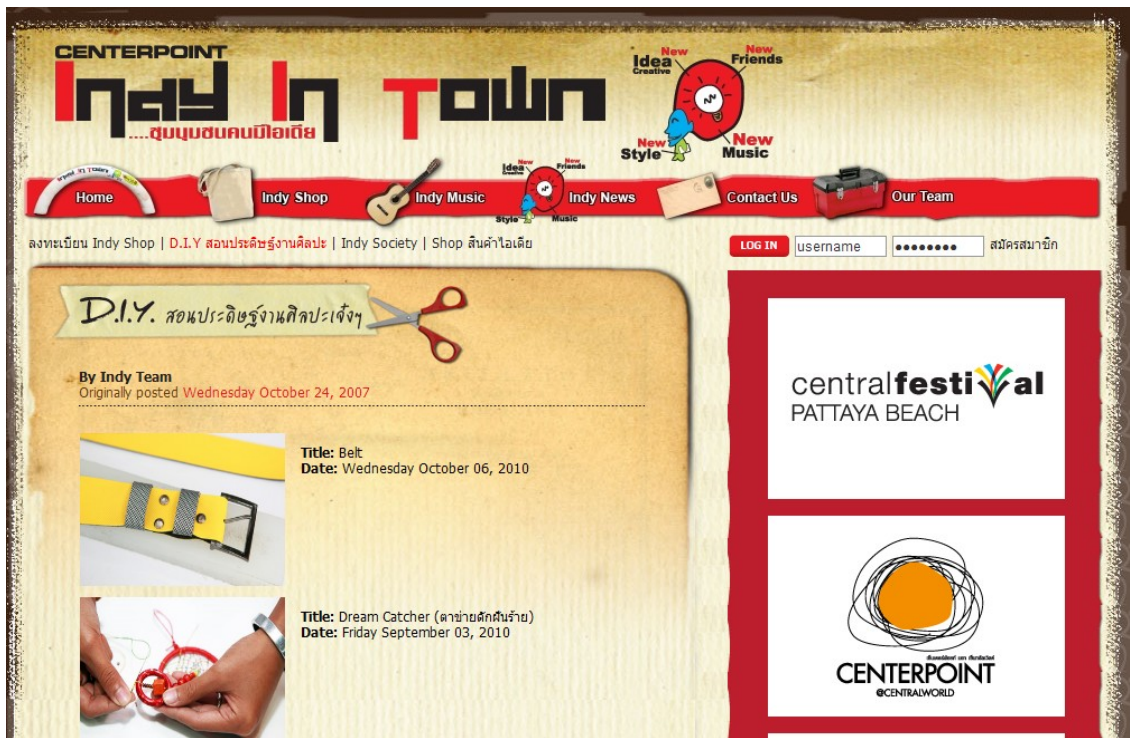 CENTERPOINT
Indy In Town
....ชุมนุมชนคนมีไอเดีย
New Idea Creative
New Friends
New Style
New Music
Home Indy Shop Indy Music Indy News Contact Us Our Team
New Idea Creative
New Friends
Style
Music
ลงทะเบียน Indy Shop | D.I.Y สอนประดิษฐ์งานศิลปะ | Indy Society | Shop สินค้าไอเดีย
LOG IN username •••••••• สมัครสมาชิก
D.I.Y. สอนประดิษฐ์งานศิลปะเจ๋งๆ
By Indy Team
Originally posted Wednesday October 24, 2007
Title: Belt
Date: Wednesday October 06, 2010
Title: Dream Catcher (ตาข่ายดักฝันร้าย)
Date: Friday September 03, 2010
centralfestival
PATTAYA BEACH
CENTERPOINT
@CENTRALWORLD